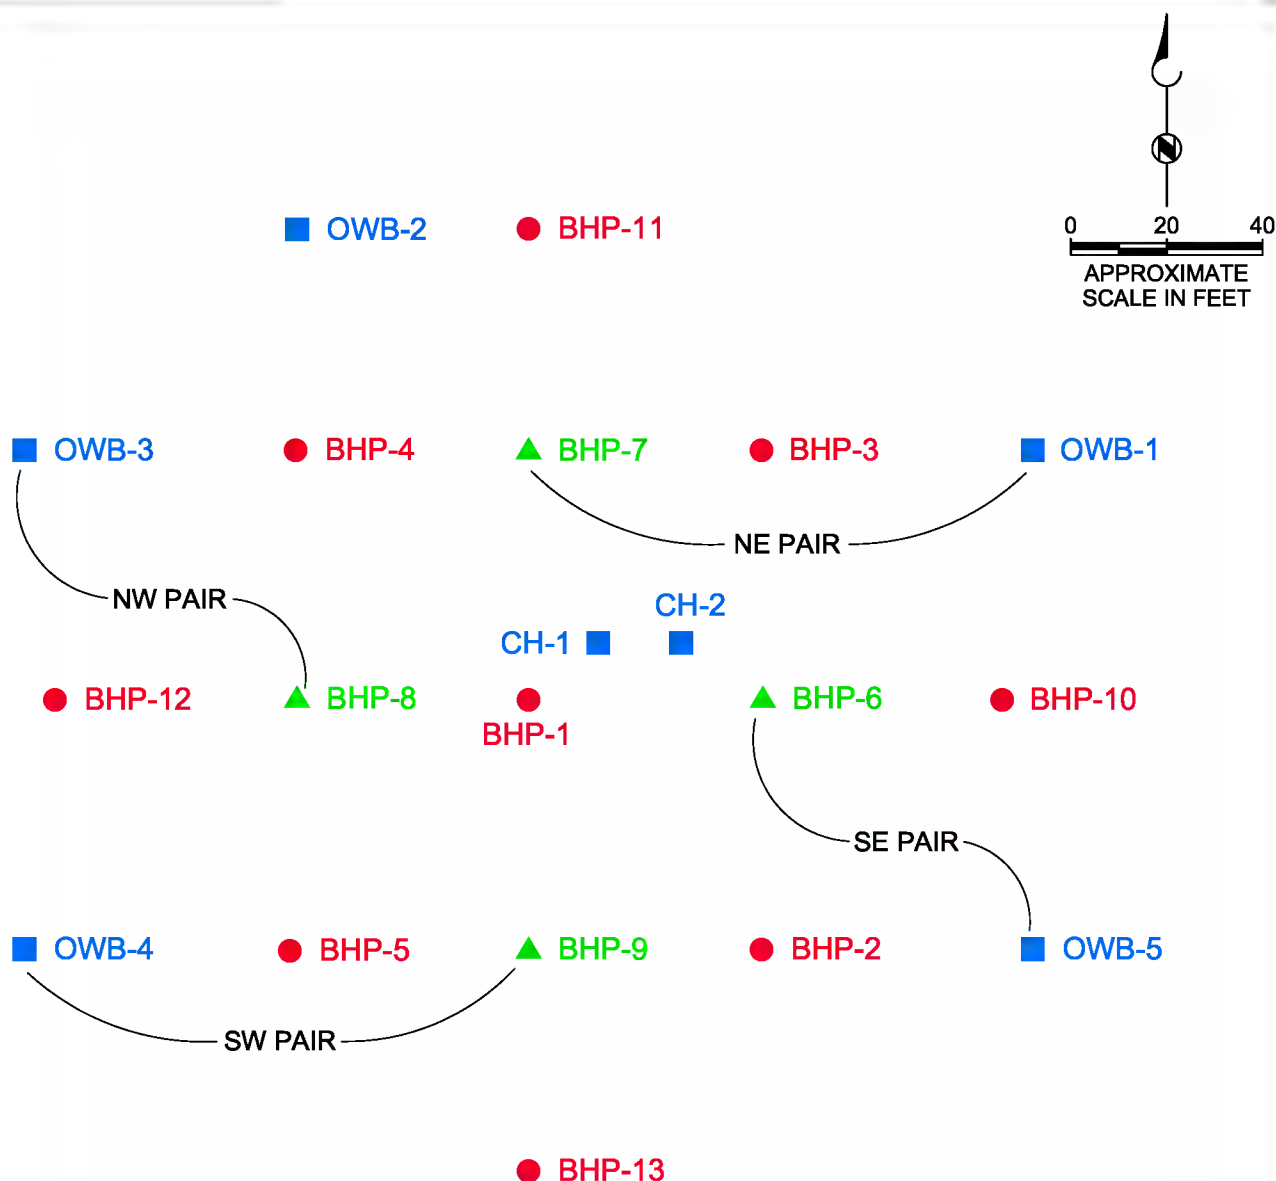 N
0 20 40
APPROXIMATE
SCALE IN FEET
OWB-2 BHP-11
OWB-3 BHP-4 BHP-7 BHP-3 OWB-1
NE PAIR
NW PAIR
CH-2
CH-1
BHP-12 BHP-8 BHP-6 BHP-10
BHP-1
SE PAIR
OWB-4 BHP-5 BHP-9 BHP-2 OWB-5
SW PAIR
BHP-13